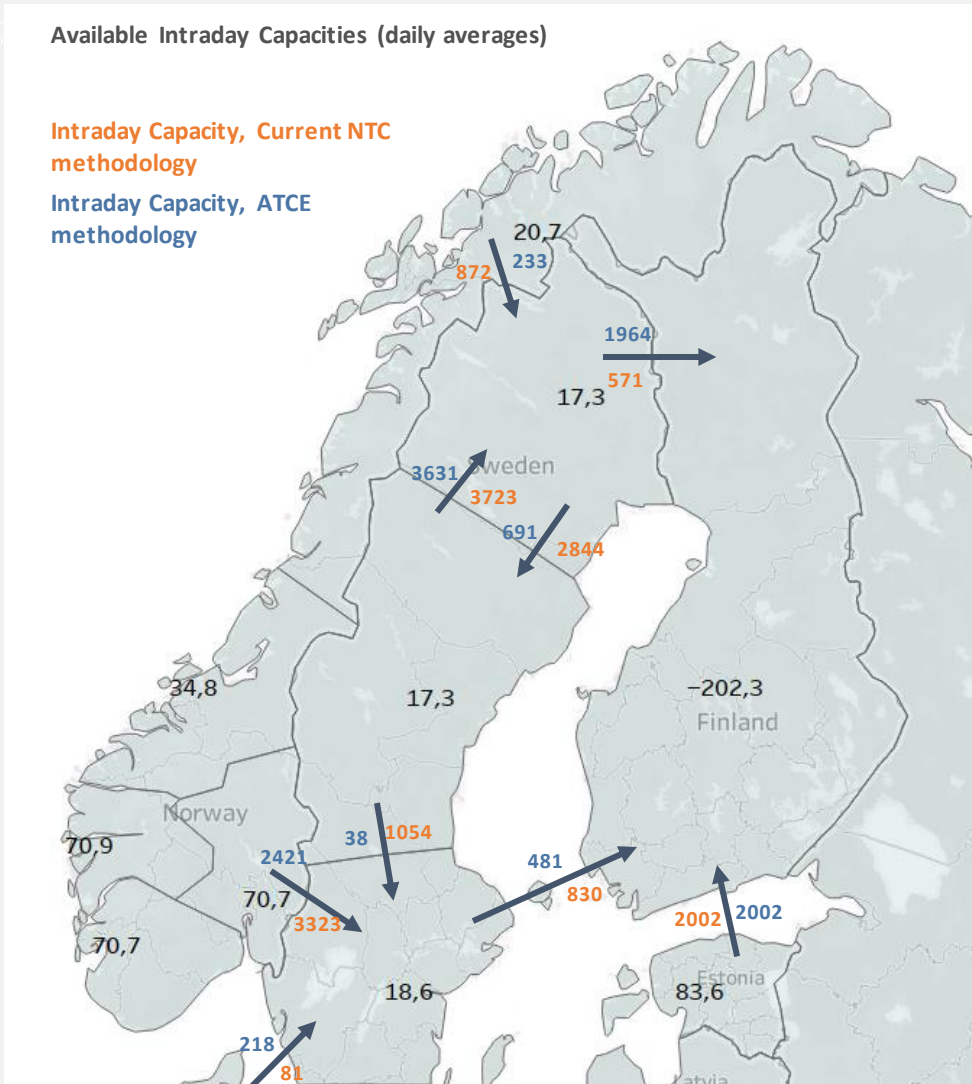 Available Intraday Capacities (daily averages)
Intraday Capacity, Current NTC
methodology
Intraday Capacity, ATCE
methodology
20,7
872
233
1964
571
17,3
3631
Sweden
3723
691
2844
34,8
17,3
−202,3
Finland
Norway
70,9
38
1054
2421
481
70,7
830
3323
2002
2002
70,7
Estonia
18,6
83,6
218
81
Latvia